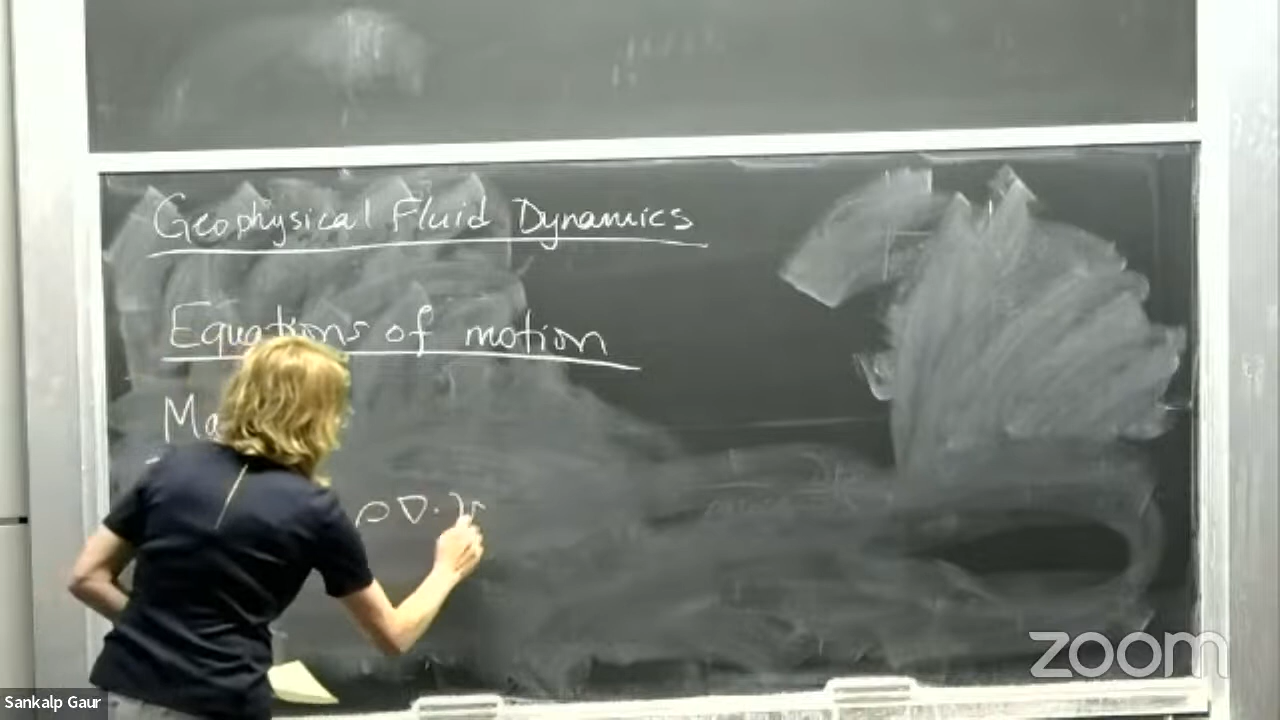 Geophysical Fluid Dynamics
Equations of motion
Ma
ρ∇·
zoom
Sankalp Gaur